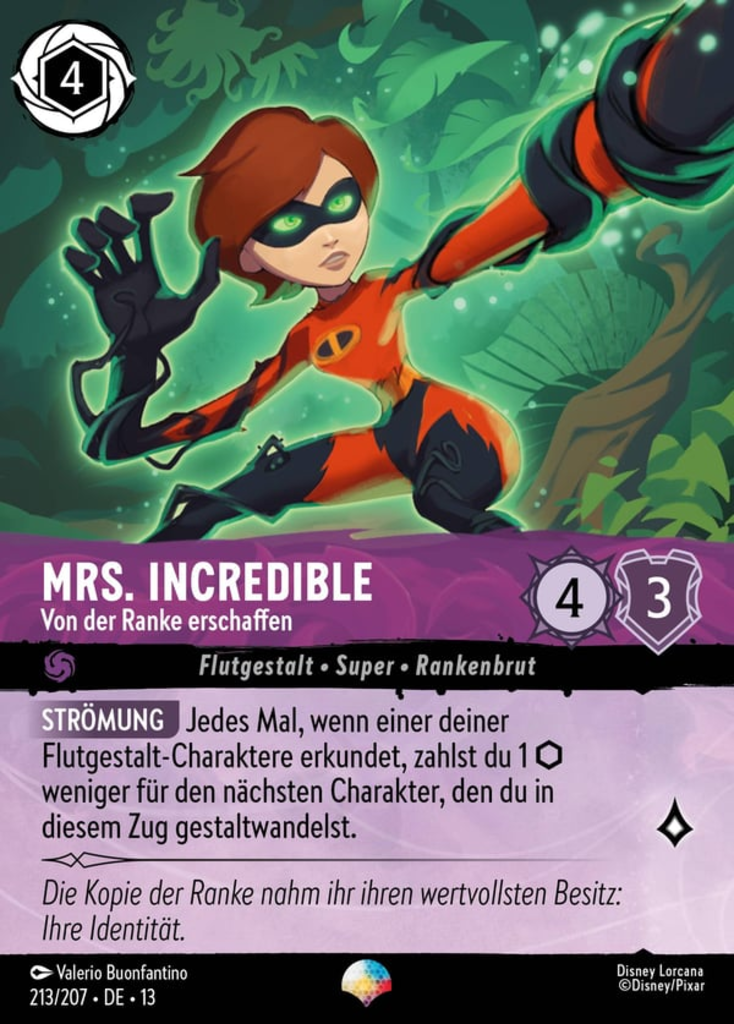 4
MRS. INCREDIBLE
Von der Ranke erschaffen
4
3
Flutgestalt • Super • Rankenbrut
STRÖMUNG Jedes Mal, wenn einer deiner
Flutgestalt-Charaktere erkundet, zahlst du 1 ⬡
weniger für den nächsten Charakter, den du in
diesem Zug gestaltwandelst.
Die Kopie der Ranke nahm ihr ihren wertvollsten Besitz:
Ihre Identität.
Valerio Buonfantino
213/207 • DE • 13
Disney Lorcana
©Disney/Pixar